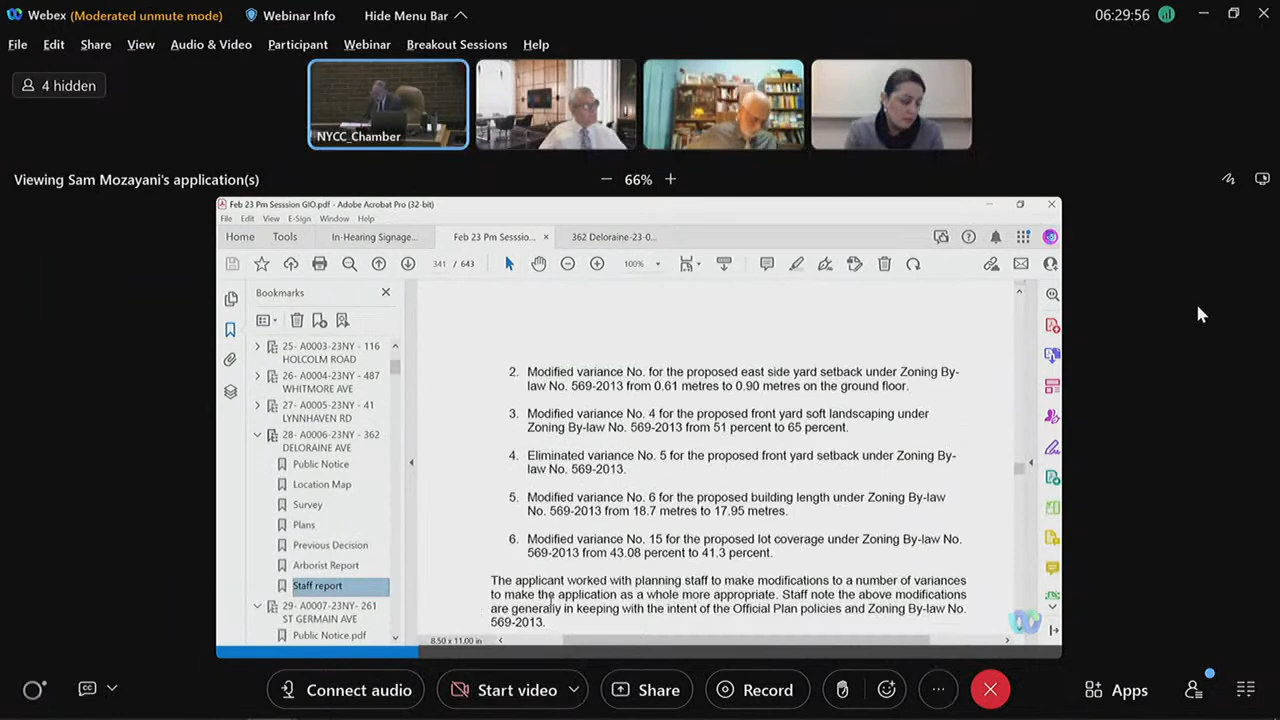 Webex (Moderated unmute mode) Webinar Info Hide Menu Bar 06:29:56
File Edit Share View Audio & Video Participant Webinar Breakout Sessions Help
4 hidden
NYCC_Chamber
Viewing Sam Mozayani's application(s) 66%
Feb 23 Pm Sesssion GIO.pdf - Adobe Acrobat Pro (32-bit)
File Edit View E-Sign Window Help
Home Tools In-Hearing Signage... Feb 23 Pm Sesssio... × 362 Deloraine-23-0...
341 / 643 100%
Bookmarks
25- A0003-23NY - 116
HOLCOLM ROAD
26- A0004-23NY - 487
WHITMORE AVE
27- A0005-23NY - 41
LYNNHAVEN RD
28- A0006-23NY - 362
DELORAINE AVE
Public Notice
Location Map
Survey
Plans
Previous Decision
Arborist Report
Staff report
29- A0007-23NY- 261
ST GERMAIN AVE
Public Notice.pdf
2. Modified variance No. for the proposed east side yard setback under Zoning By-
law No. 569-2013 from 0.61 metres to 0.90 metres on the ground floor.
3. Modified variance No. 4 for the proposed front yard soft landscaping under
Zoning By-law No. 569-2013 from 51 percent to 65 percent.
4. Eliminated variance No. 5 for the proposed front yard setback under Zoning By-
law No. 569-2013.
5. Modified variance No. 6 for the proposed building length under Zoning By-law
No. 569-2013 from 18.7 metres to 17.95 metres.
6. Modified variance No. 15 for the proposed lot coverage under Zoning By-law No.
569-2013 from 43.08 percent to 41.3 percent.
The applicant worked with planning staff to make modifications to a number of variances
to make the application as a whole more appropriate. Staff note the above modifications
are generally in keeping with the intent of the Official Plan policies and Zoning By-law No.
569-2013.
8.50 x 11.00 in
Connect audio Start video Share Record Apps